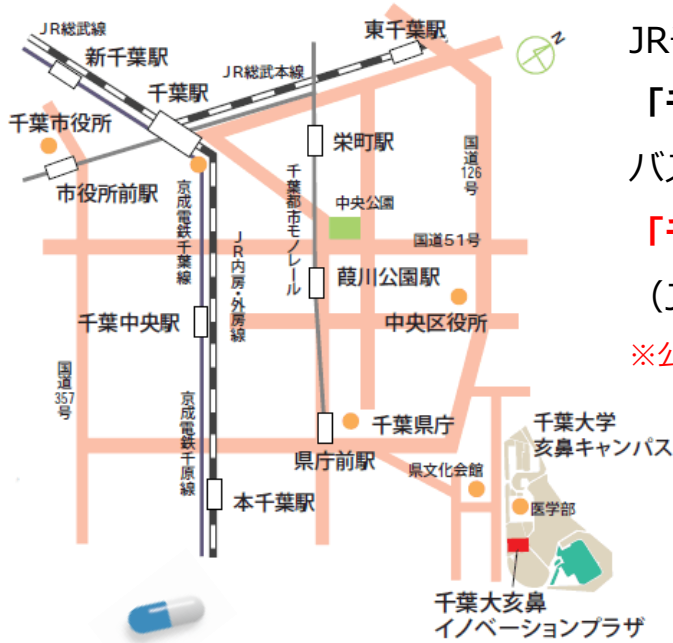 JR総武線
新千葉駅
千葉駅
JR総武本線
東千葉駅
N
千葉市役所
市役所前駅
栄町駅
国道126号
中央公園
京成電鉄千葉線
JR内房・外房線
千葉都市モノレール
国道51号
葭川公園駅
千葉中央駅
中央区役所
国道357号
京成電鉄千原線
千葉県庁
県庁前駅
千葉大学
亥鼻キャンパス
県文化会館
本千葉駅
医学部
千葉大亥鼻
イノベーションプラザ
JR
「
バス
「
（
※公